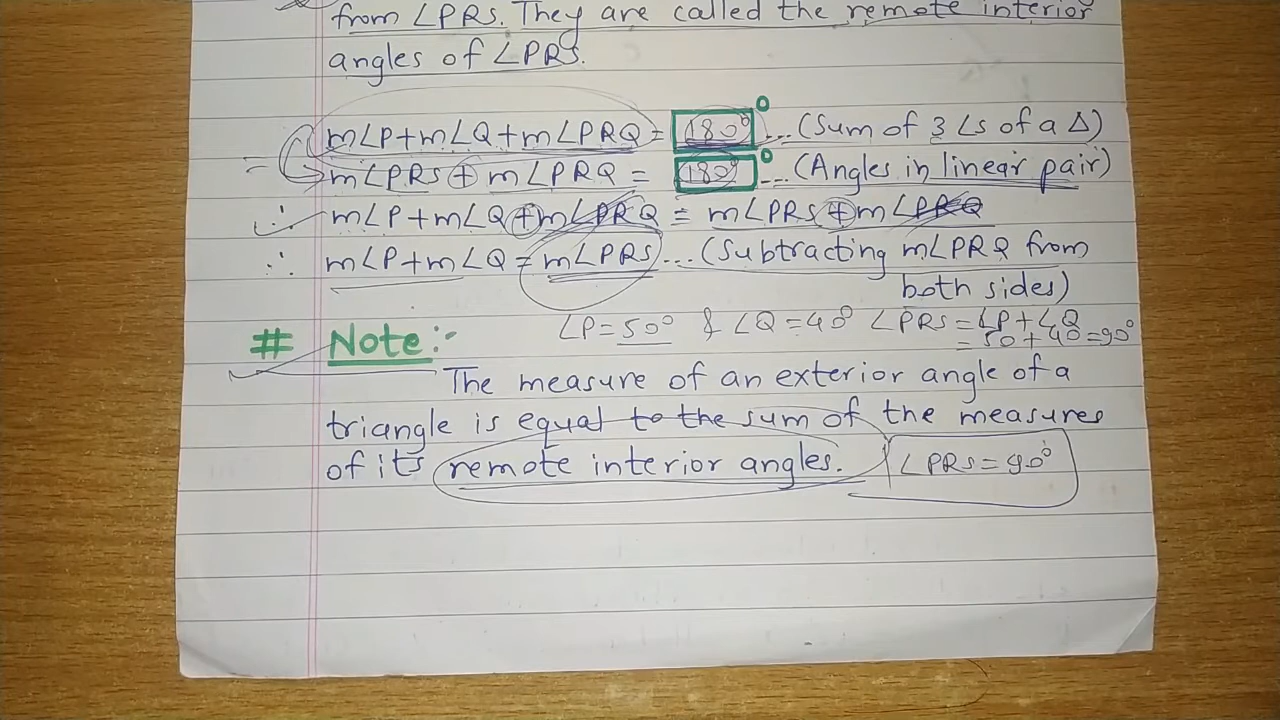 from ∠PRS. They are called the remote interior
angles of ∠PRS.
m∠P+m∠Q+m∠PRQ = 180° ... (Sum of 3 ∠s of a Δ)
= m∠PRS + m∠PRQ = 180° ... (Angles in linear pair)
∴ m∠P+m∠Q+m∠PRQ = m∠PRS + m∠PRQ
∴ m∠P+m∠Q = m∠PRS ... (Subtracting m∠PRQ from
both sides)
∠P=50° & ∠Q=40° ∠PRS=∠P+∠Q
= 50+40=90°
# Note:-
The measure of an exterior angle of a
triangle is equal to the sum of the measures
of its remote interior angles. ∠PRS=90°